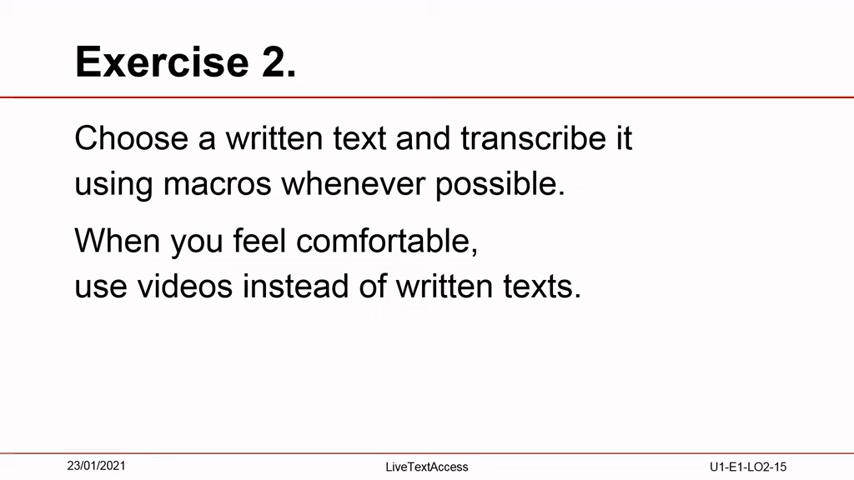 Exercise 2.
Choose a written text and transcribe it
using macros whenever possible.
When you feel comfortable,
use videos instead of written texts.
23/01/2021
LiveTextAccess
U1-E1-LO2-15